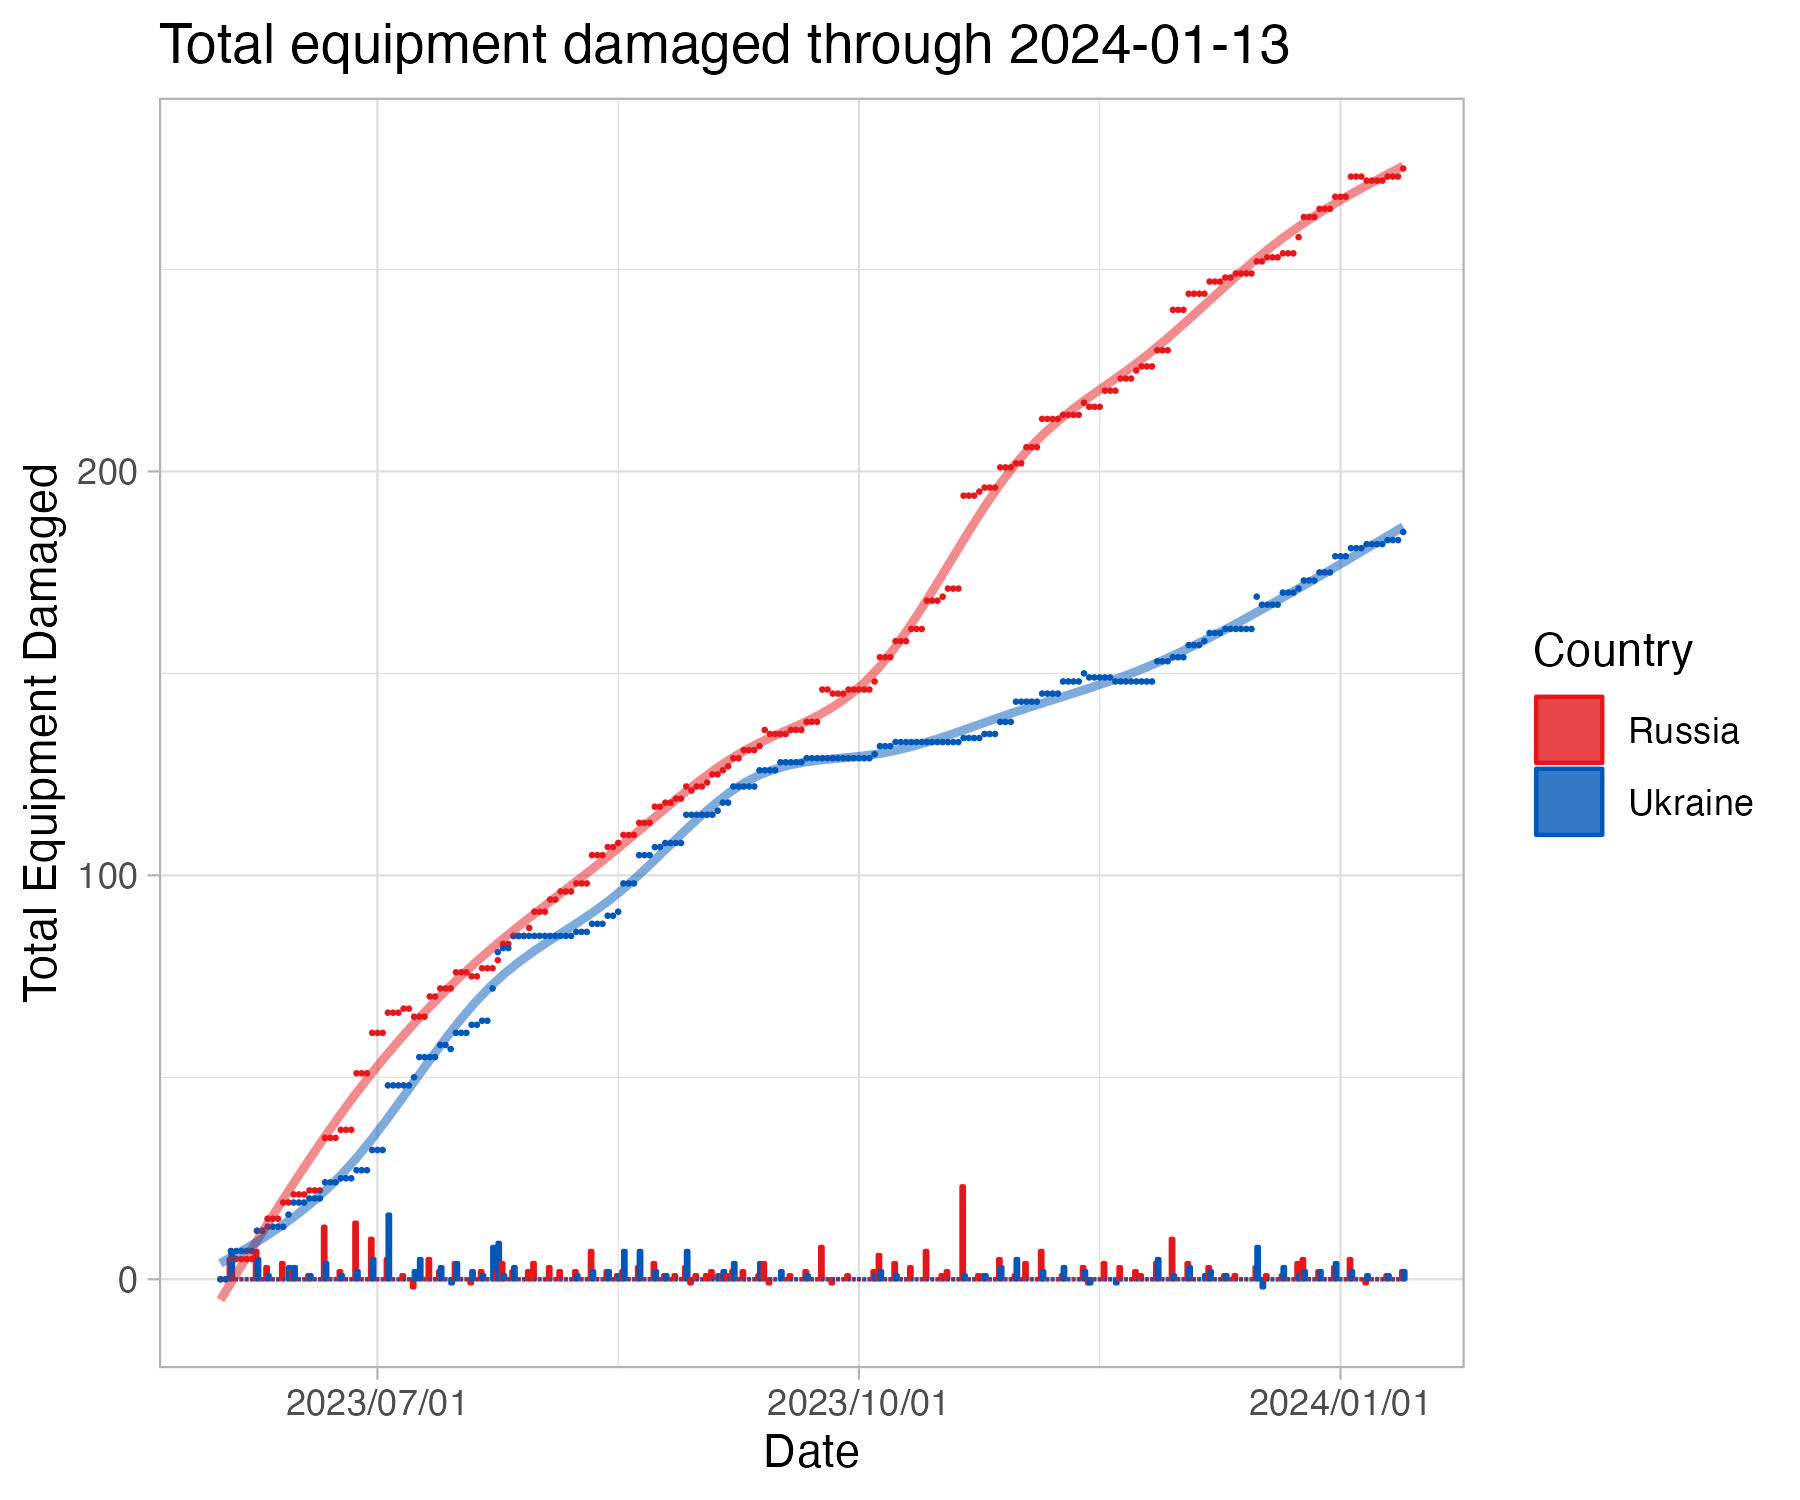 Total equipment damaged through 2024-01-13
Total Equipment Damaged
200
100
0
2023/07/01
2023/10/01
2024/01/01
Date
Country
Russia
Ukraine